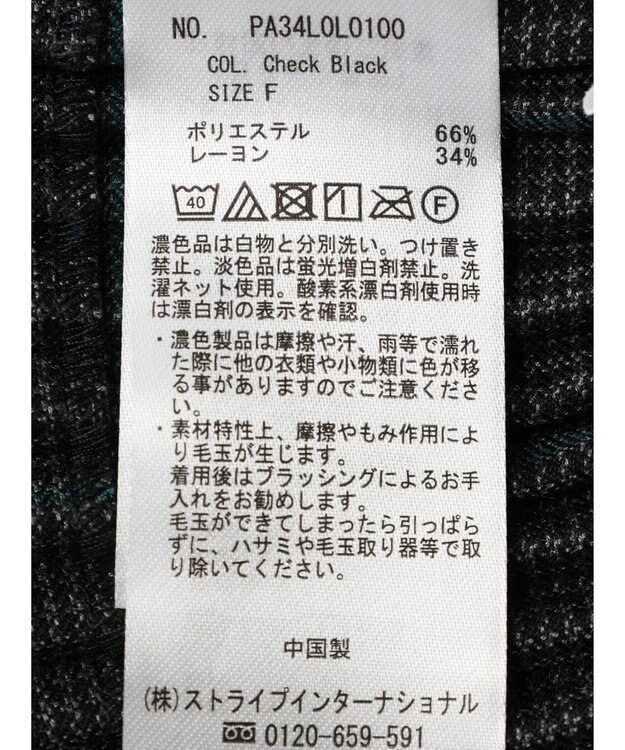 NO. PA34L0L0100
COL. Check Black
SIZE F
ポリエステル 66%
レーヨン 34%
40 F
濃色品は白物と分別洗い。つけ置き
禁止。淡色品は蛍光増白剤禁止。洗
濯ネット使用。酸素系漂白剤使用時
は漂白剤の表示を確認。
・濃色製品は摩擦や汗、雨等で濡れ
た際に他の衣類や小物類に色が移
る事がありますのでご注意くださ
い。
・素材特性上、摩擦やもみ作用によ
り毛玉が生じます。
着用後はブラッシングによるお手
入れをお勧めします。
毛玉ができてしまったら引っぱら
ずに、ハサミや毛玉取り器等で取
り除いてください。
中国製
(株)ストライプインターナショナル
0120-659-591